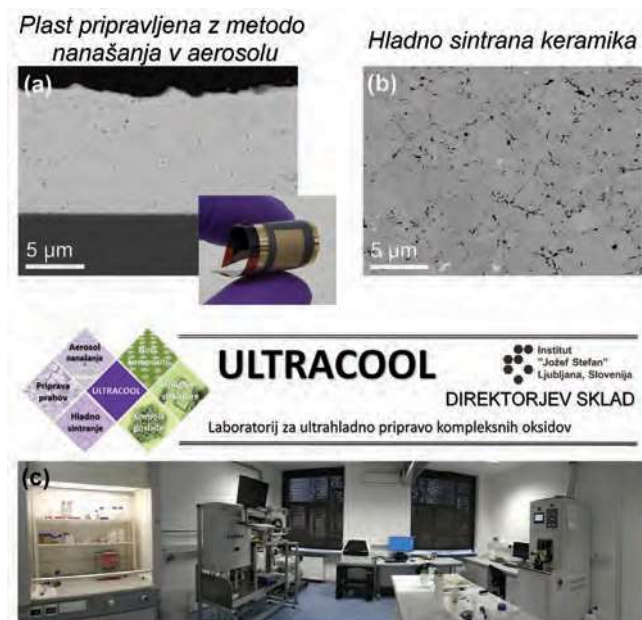 Plast pripravljena z metodo
nanašanja v aerosolu
Hladno sintrana keramika
(a)
5 µm
(b)
5 µm
Aerosol
nanašanje
Priprava
prahov
ULTRACOOL
Hladno
sintranje
ULTRACOOL
Institut
"Jožef Stefan"
Ljubljana, Slovenija
DIREKTORJEV SKLAD
Laboratorij za ultrahladno pripravo kompleksnih oksidov
(c)